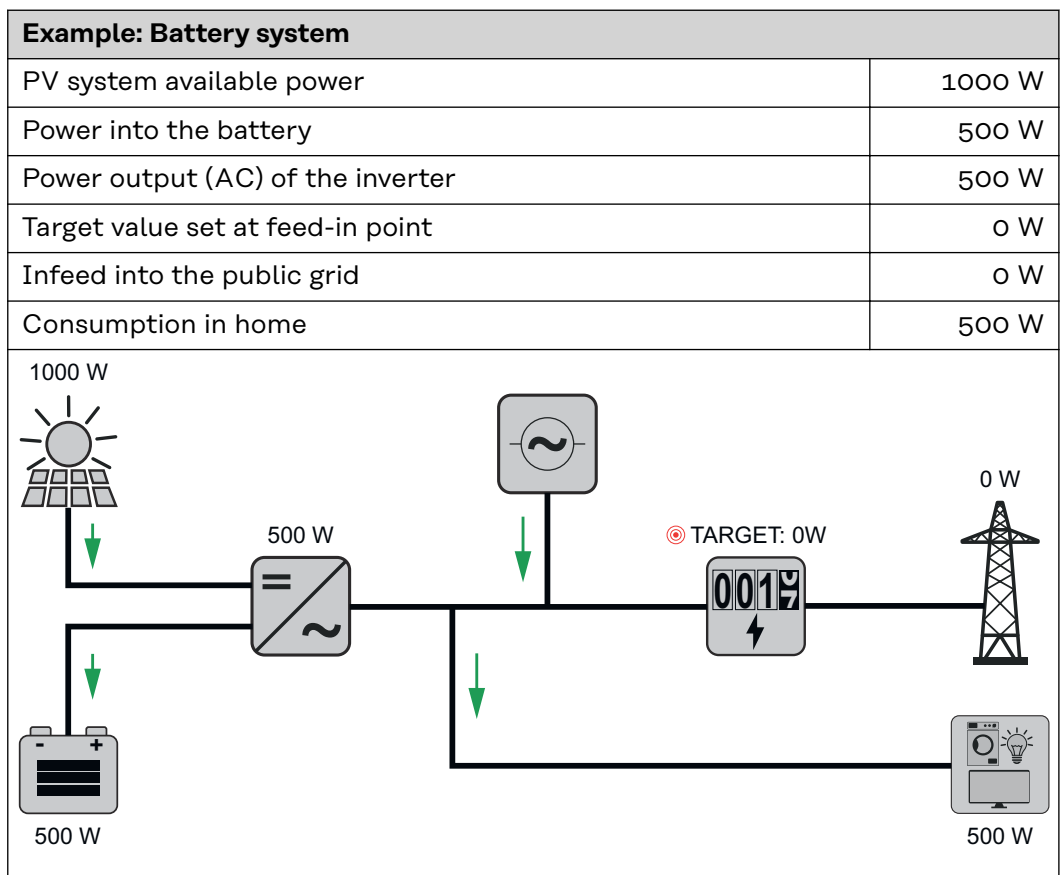 Example: Battery system
PV system available power 1000 W
Power into the battery 500 W
Power output (AC) of the inverter 500 W
Target value set at feed-in point 0 W
Infeed into the public grid 0 W
Consumption in home 500 W
1000 W
0 W
500 W
TARGET: 0W
001
- +
500 W
500 W